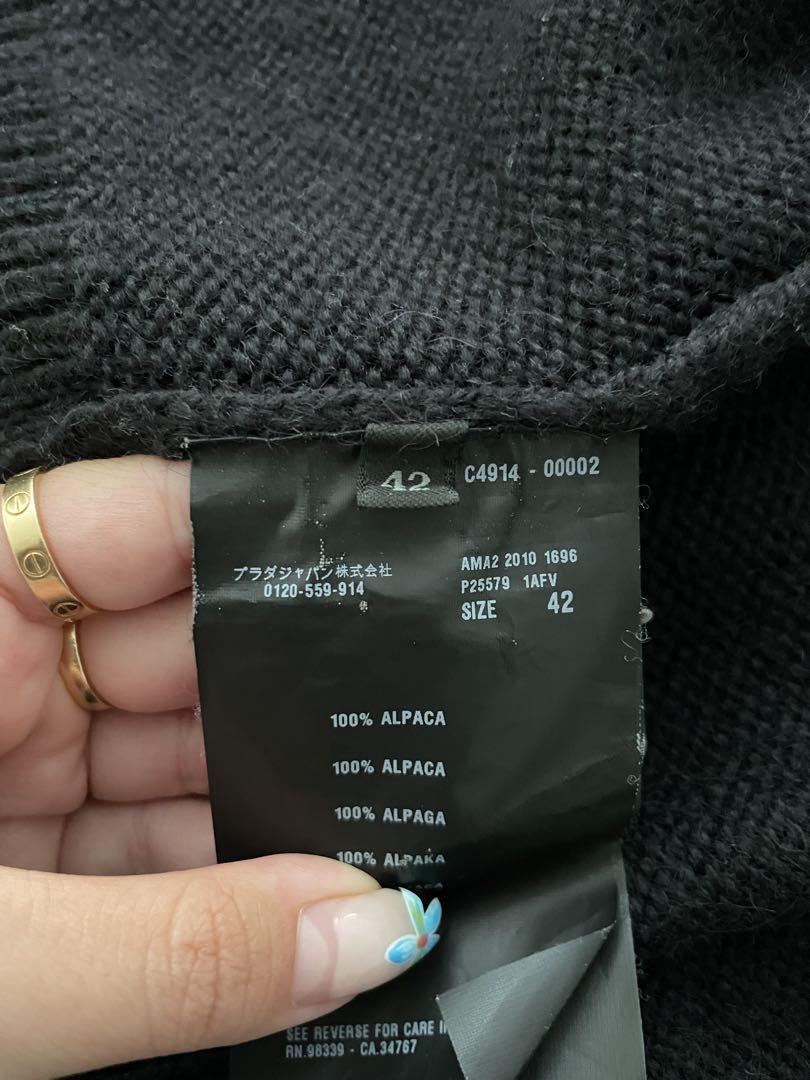 42
C4914 - 00002
プラダジャパン株式会社
0120-559-914
AMA2 2010 1696
P25579 1AFV
SIZE 42
100% ALPACA
100% ALPACA
100% ALPAGA
100% ALPAKA
SEE REVERSE FOR CARE
RN.98339 - CA.34767